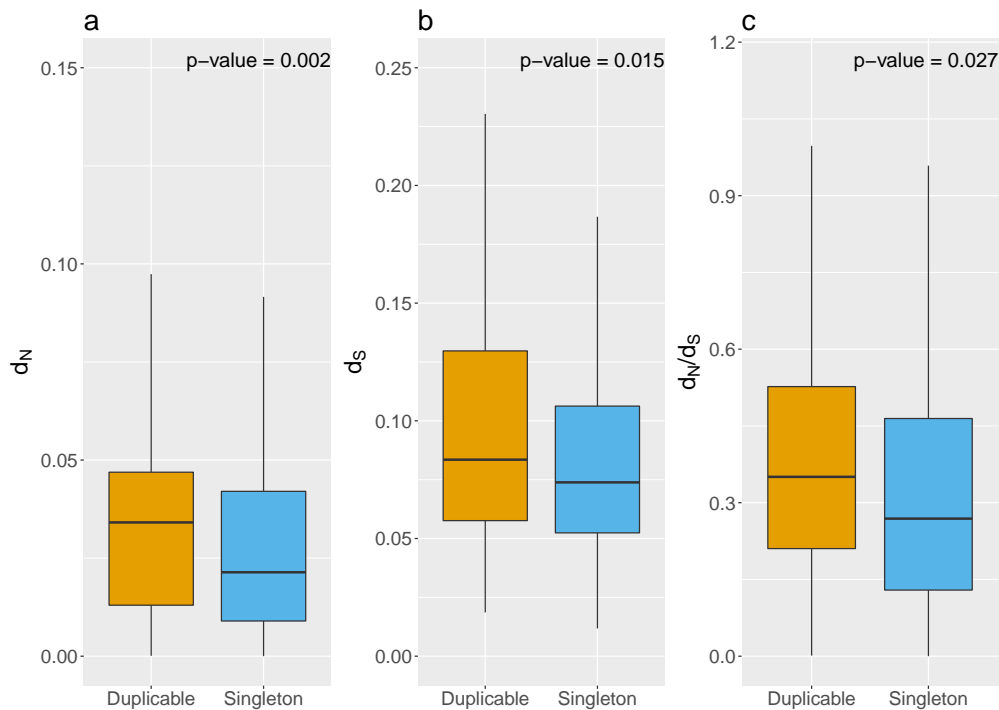 a
p−value = 0.002
0.15
0.10
0.05
0.00
dN
Duplicable
Singleton
b
p−value = 0.015
0.25
0.20
0.15
0.10
0.05
0.00
dS
Duplicable
Singleton
c
p−value = 0.027
1.2
0.9
0.6
0.3
0.0
dN/dS
Duplicable
Singleton